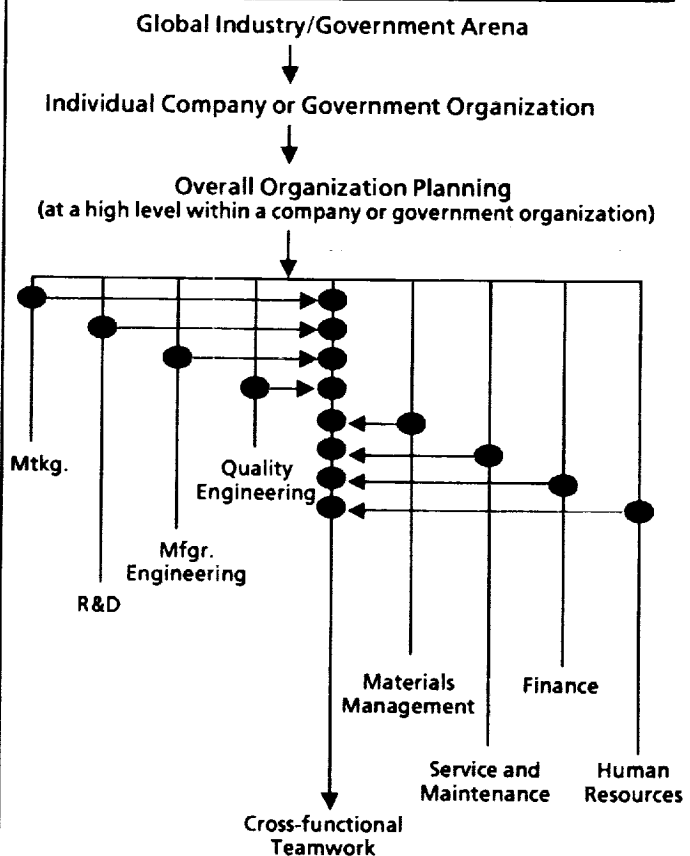 Global Industry/Government Arena
Individual Company or Government Organization
Overall Organization Planning
(at a high level within a company or government organization)
Mtkg.
Quality
Engineering
Mfgr.
Engineering
R&D
Materials
Management
Finance
Service and
Maintenance
Human
Resources
Cross-functional
Teamwork